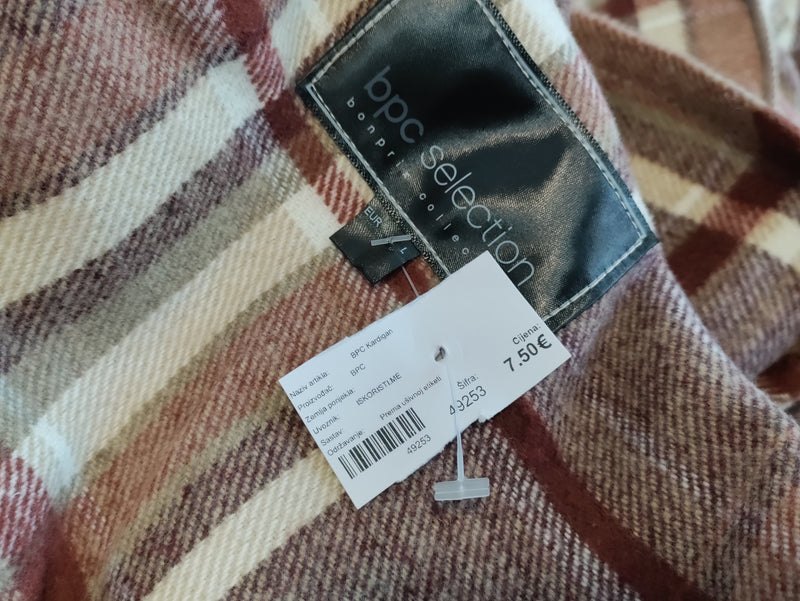 bpc selection
bonprix collec
EUR L
Cijena:
7.50€
Naziv artikla: BPC Kardigan
Proizvođač: BPC
Zemlja porijekla:
Uvoznik: ISKORISTI.ME
Sastav:
Održavanje: Prema ušivnoj etiketi
Šifra:
49253
49253